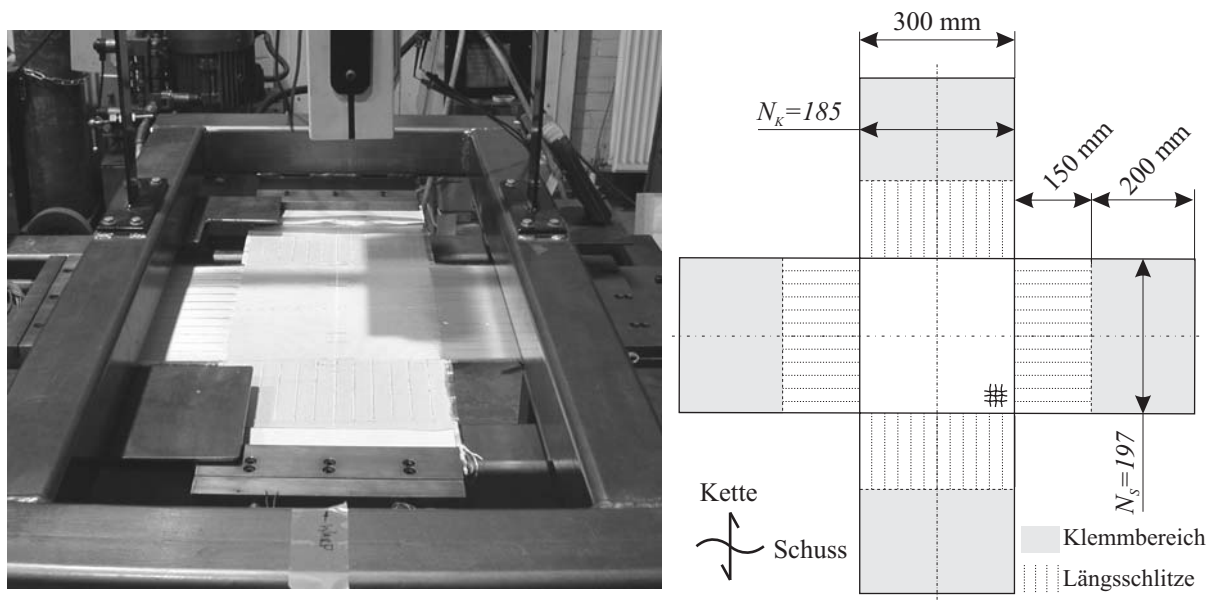 300 mm
N_K=185
150 mm
200 mm
N_S=197
Kette
Schuss
Klemmbereich
Längsschlitze